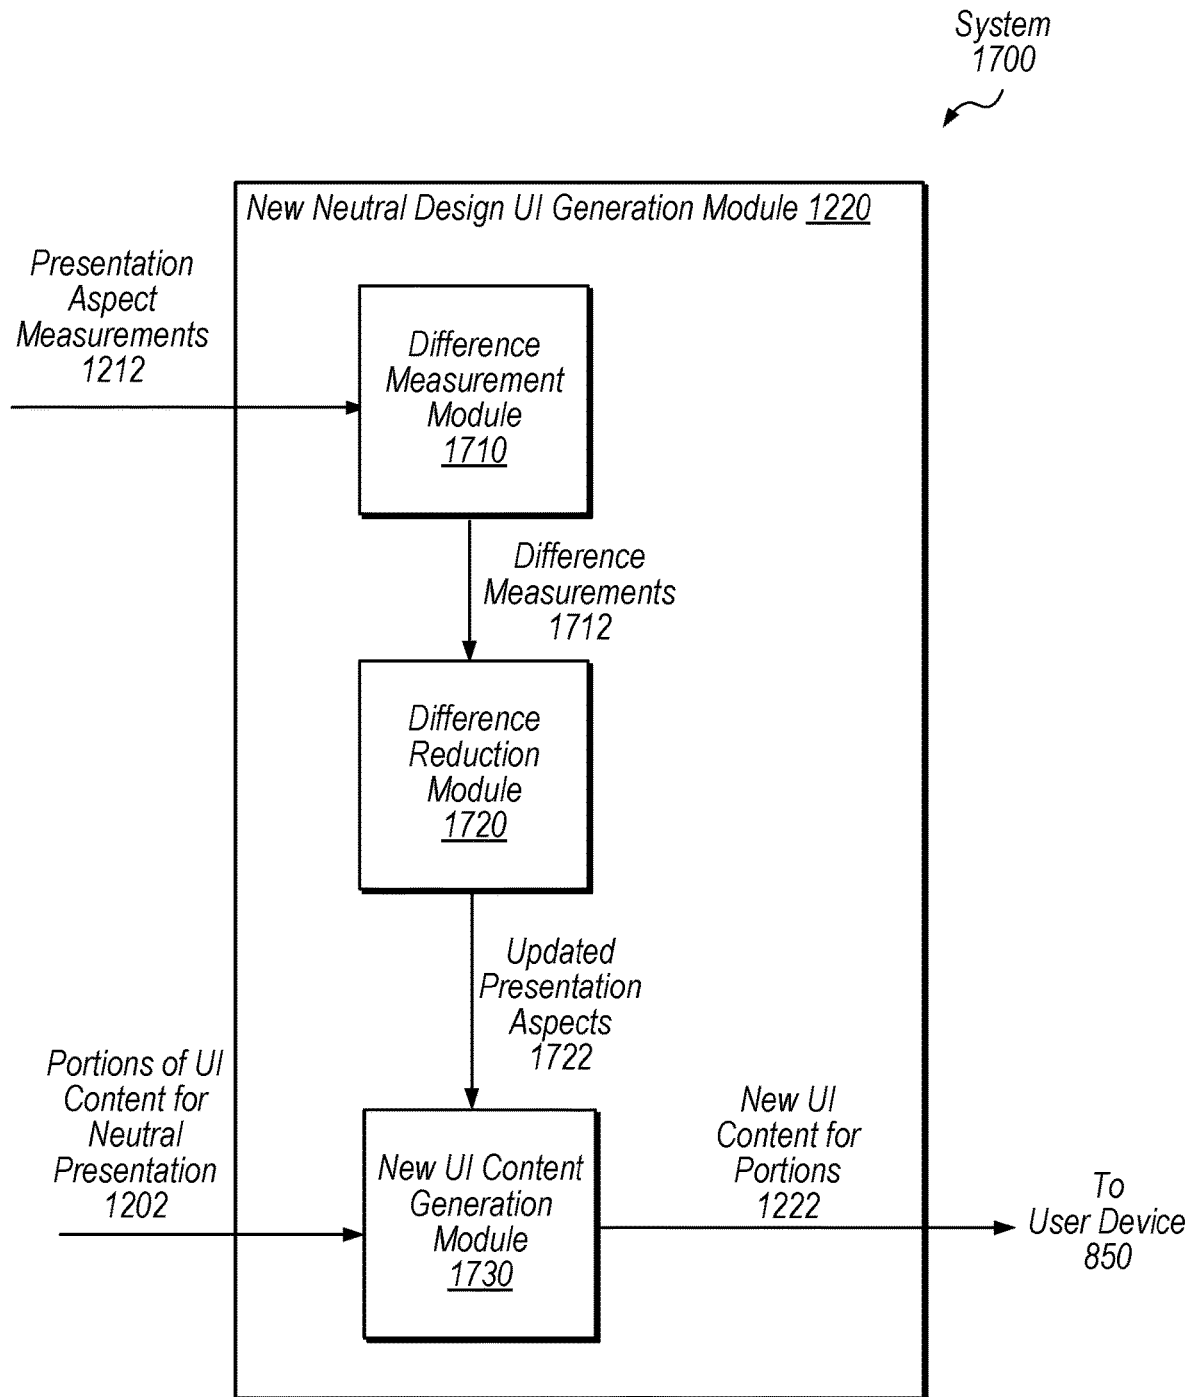 System
1700
New Neutral Design UI Generation Module 1220
Presentation
Aspect
Measurements
1212
Difference
Measurement
Module
1710
Difference
Measurements
1712
Difference
Reduction
Module
1720
Updated
Presentation
Aspects
1722
Portions of UI
Content for
Neutral
Presentation
1202
New UI Content
Generation
Module
1730
New UI
Content for
Portions
1222
To
User Device
850